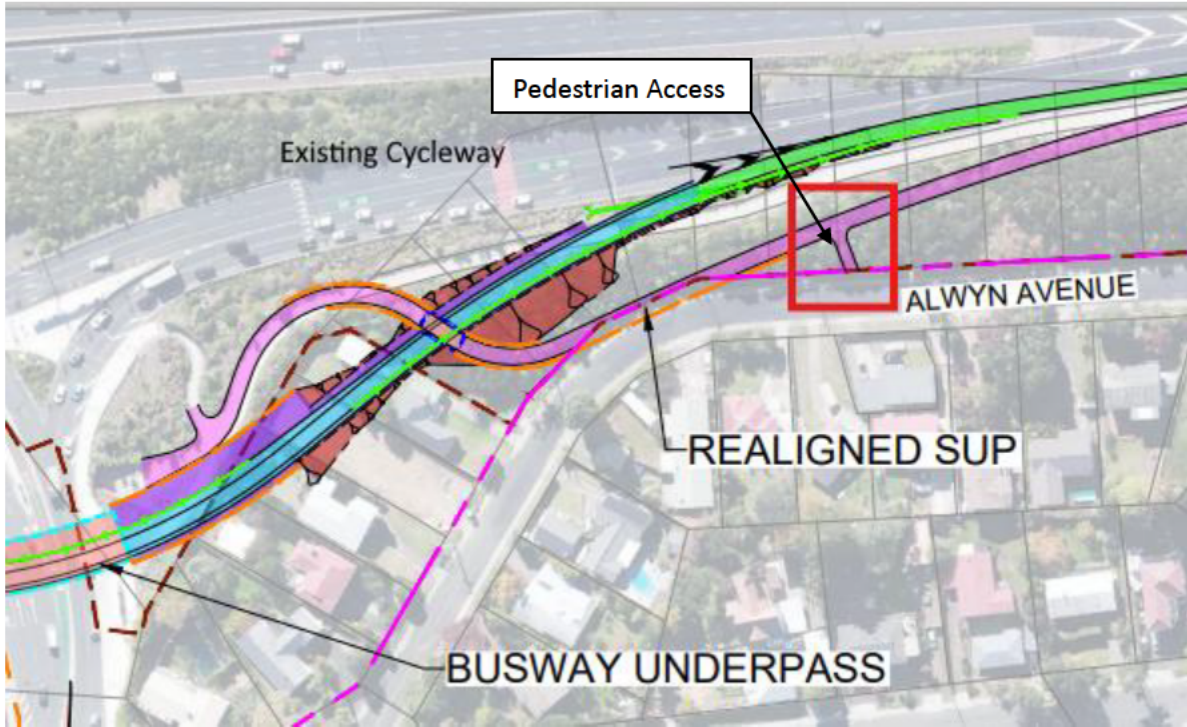 Pedestrian Access
Existing Cycleway
ALWYN AVENUE
REALIGNED SUP
BUSWAY UNDERPASS